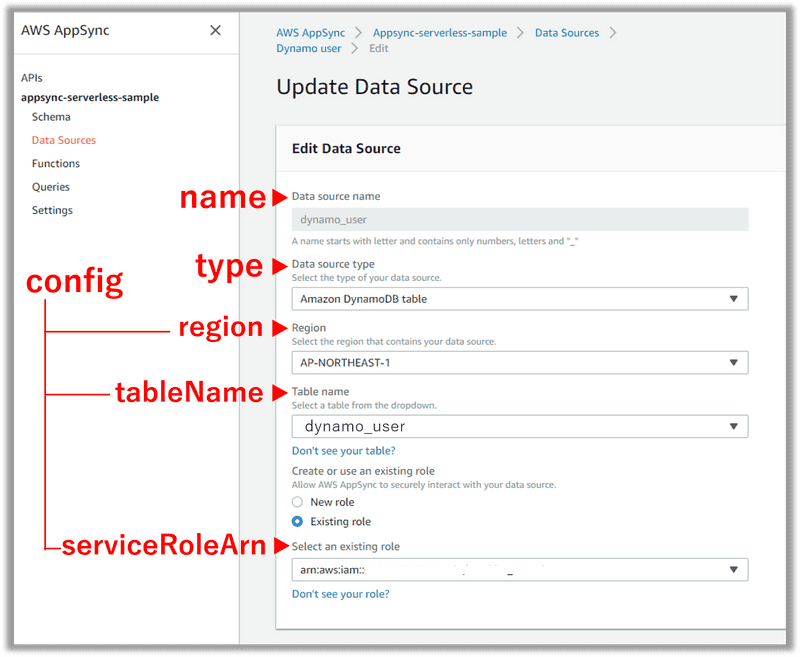 AWS AppSync
APIs
appsync-serverless-sample
Schema
Data Sources
Functions
Queries
Settings
AWS AppSync > Appsync-serverless-sample > Data Sources >
Dynamo user > Edit
Update Data Source
Edit Data Source
name
Data source name
dynamo_user
A name starts with letter and contains only numbers, letters and "_"
type
Data source type
Select the type of your data source.
Amazon DynamoDB table
config
region
Region
Select the region that contains your data source.
AP-NORTHEAST-1
tableName
Table name
Select a table from the dropdown.
dynamo_user
Don't see your table?
Create or use an existing role
Allow AWS AppSync to securely interact with your data source.
New role
Existing role
serviceRoleArn
Select an existing role
arn:aws:iam::
Don't see your role?